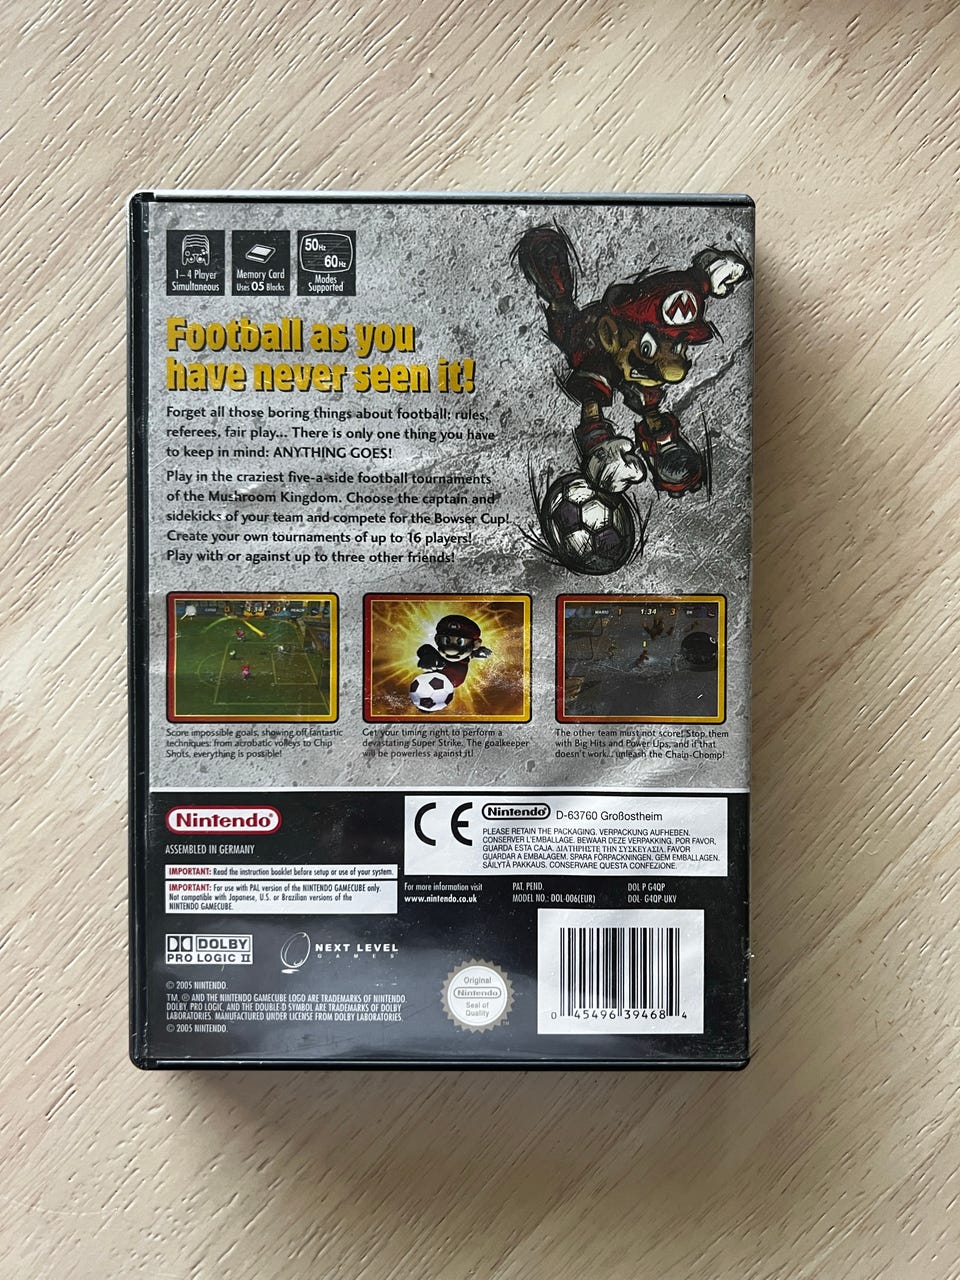 1–4 Player
Simultaneous
Memory Card
Uses 05 Blocks
50Hz
60Hz
Modes
Supported
M
Football as you
have never seen it!
Forget all those boring things about football: rules,
referees, fair play... There is only one thing you have
to keep in mind: ANYTHING GOES!
Play in the craziest five-a-side football tournaments
of the Mushroom Kingdom. Choose the captain and
sidekicks of your team and compete for the Bowser Cup!
Create your own tournaments of up to 16 players!
Play with or against up to three other friends!
PEACH
MARIO 1 1:34 3 DK
Score impossible goals, showing off fantastic
techniques: from acrobatic volleys to Chip
Shots, everything is possible!
Get your timing right to perform a
devastating Super Strike. The goalkeeper
will be powerless against it!
The other team must not score! Stop them
with Big Hits and Power Ups, and if that
doesn't work... unleash the Chain-Chomp!
Nintendo®
ASSEMBLED IN GERMANY
IMPORTANT: Read the instruction booklet before setup or use of your system.
IMPORTANT: For use with PAL version of the NINTENDO GAMECUBE only.
Not compatible with Japanese, U.S. or Brazilian versions of the
NINTENDO GAMECUBE.
CE
Nintendo® D-63760 Großostheim
PLEASE RETAIN THE PACKAGING. VERPACKUNG AUFHEBEN.
CONSERVER L'EMBALLAGE. BEWAAR DEZE VERPAKKING. POR FAVOR,
GUARDA ESTA CAJA. ΔΙΑΤΗΡΗΣΤΕ ΤΗΝ ΣΥΣΚΕΥΑΣΙΑ. FAVOR
GUARDAR A EMBALAGEM. SPARA FÖRPACKNINGEN. GEM EMBALLAGEN.
SÄILYTÄ PAKKAUS. CONSERVARE QUESTA CONFEZIONE.
For more information visit
www.nintendo.co.uk
PAT. PEND.
MODEL NO.: DOL-006(EUR)
DOL P G4QP
DOL- G4QP-UKV
DOLBY
PRO LOGIC II
NEXT LEVEL
GAMES
© 2005 NINTENDO.
TM, ® AND THE NINTENDO GAMECUBE LOGO ARE TRADEMARKS OF NINTENDO.
DOLBY, PRO LOGIC, AND THE DOUBLE-D SYMBOL ARE TRADEMARKS OF DOLBY
LABORATORIES. MANUFACTURED UNDER LICENSE FROM DOLBY LABORATORIES.
© 2005 NINTENDO.
Original
Nintendo
Seal of
Quality
TM
0 45496 39468 4